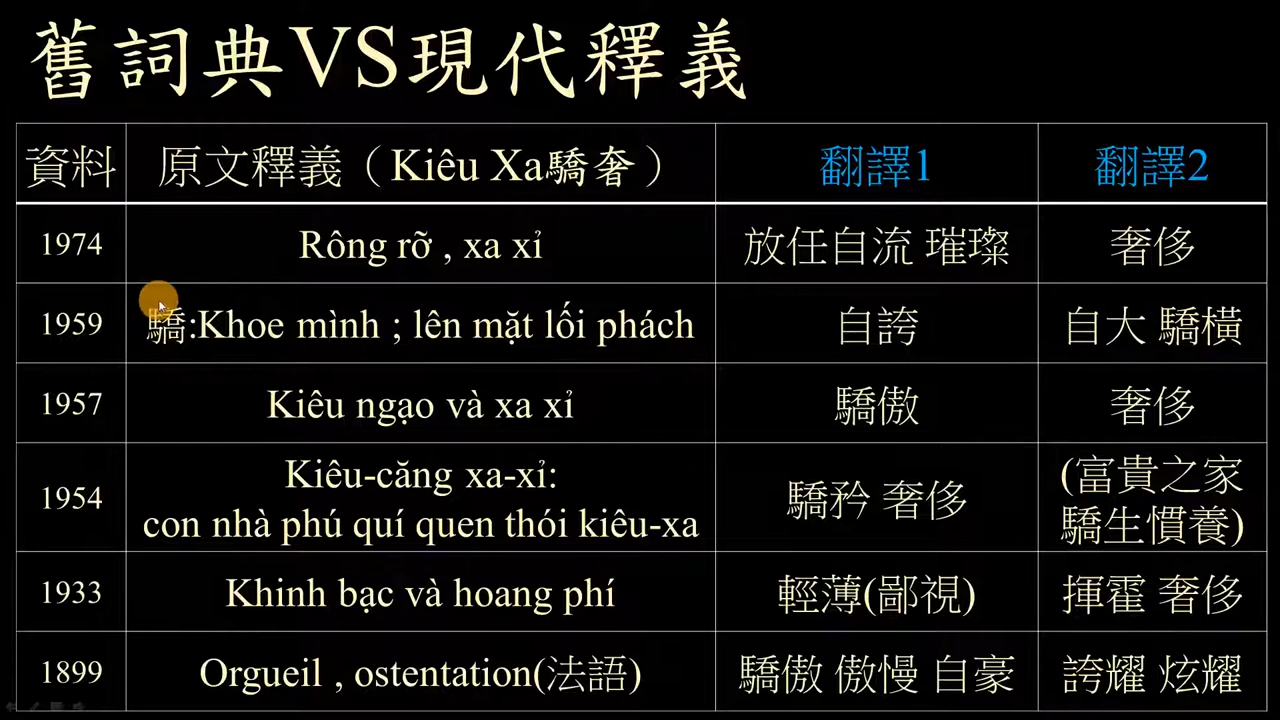 舊詞典VS現代釋義
資料 原文釋義（Kiêu Xa驕奢） 翻譯1 翻譯2
1974 Rông rỡ , xa xỉ 放任自流 璀璨 奢侈
1959 驕:Khoe mình ; lên mặt lối phách 自誇 自大 驕橫
1957 Kiêu ngạo và xa xỉ 驕傲 奢侈
1954 Kiêu-căng xa-xỉ:
con nhà phú quí quen thói kiêu-xa 驕矜 奢侈 (富貴之家
驕生慣養)
1933 Khinh bạc và hoang phí 輕薄(鄙視) 揮霍 奢侈
1899 Orgueil , ostentation(法語) 驕傲 傲慢 自豪 誇耀 炫耀